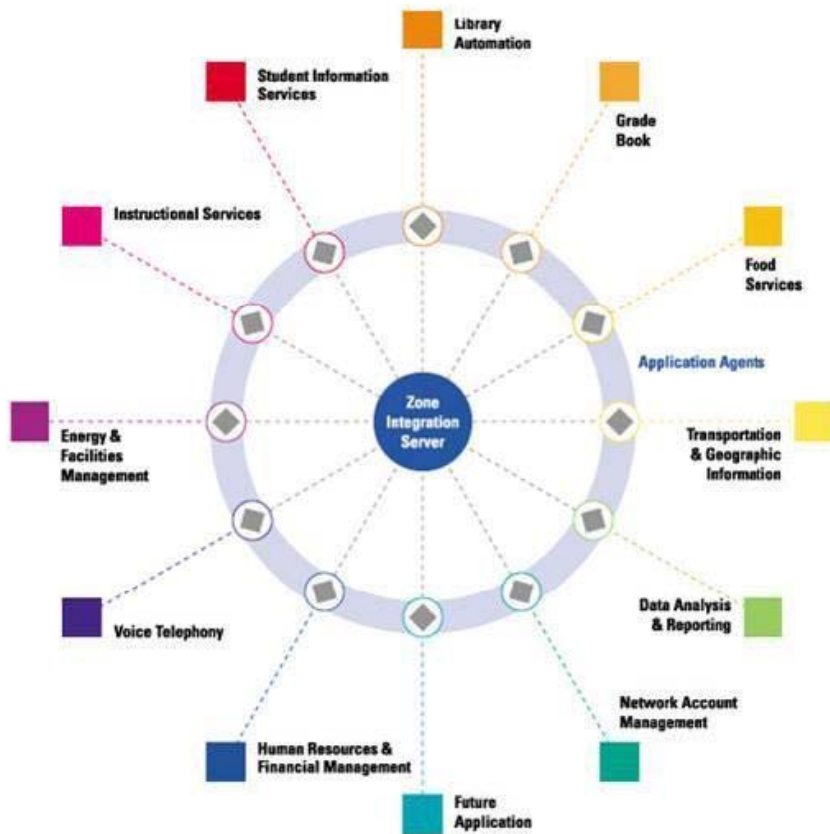 Library
Automation
Student Information
Services
Grade
Book
Instructional Services
Food
Services
Application Agents
Zone
Integration
Server
Energy &
Facilities
Management
Transportation
& Geographic
Information
Voice Telephony
Data Analysis
& Reporting
Network Account
Management
Human Resources &
Financial Management
Future
Application